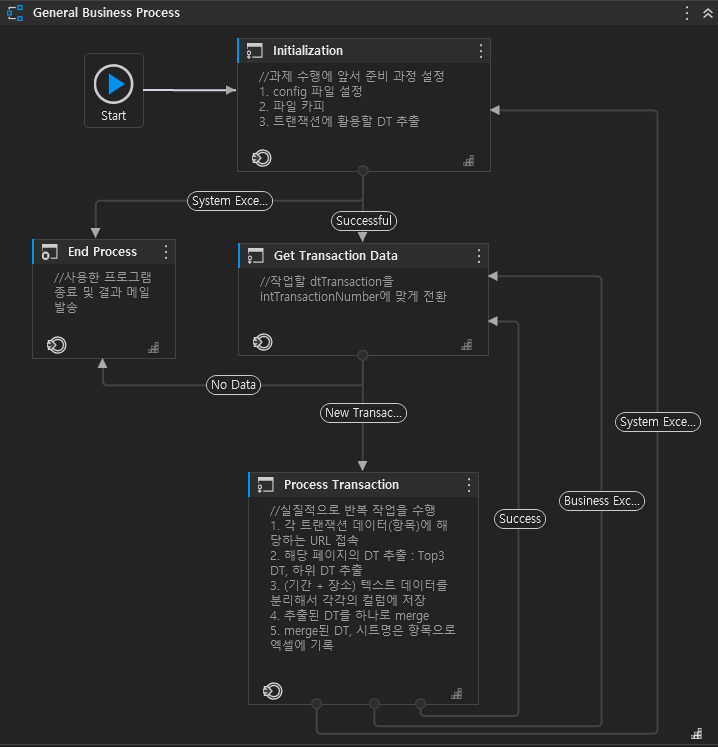 General Business Process
Start
Initialization
//과제 수행에 앞서 준비 과정 설정
1. config 파일 설정
2. 파일 카피
3. 트랜잭션에 활용할 DT 추출
System Exce...
Successful
End Process
//사용한 프로그램
종료 및 결과 메일
발송
Get Transaction Data
//작업할 dtTransaction을
intTransactionNumber에 맞게 전환
No Data
New Transac...
System Exce...
Business Exc...
Success
Process Transaction
//실질적으로 반복 작업을 수행
1. 각 트랜잭션 데이터(항목)에 해
당하는 URL 접속
2. 해당 페이지의 DT 추출 : Top3
DT, 하위 DT 추출
3. (기간 + 장소) 텍스트 데이터를
분리해서 각각의 컬럼에 저장
4. 추출된 DT를 하나로 merge
5. merge된 DT, 시트명은 항목으로
엑셀에 기록